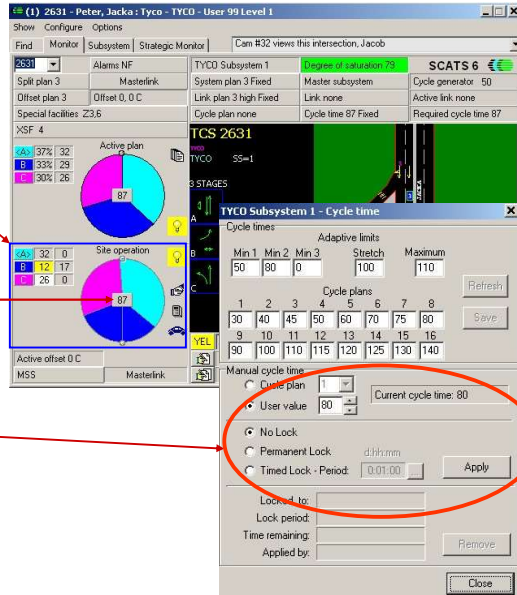 (1) 2631 - Peter, Jacka : Tyco - TYCO - User 99 Level 1
Show Configure Options
Find Monitor Subsystem Strategic Monitor Cam #32 views this intersection, Jacob
2631 Alarms NF TYCO Subsystem 1 Degree of saturation 79 SCATS 6
Split plan 3 Masterlink System plan 3 Fixed Master subsystem Cycle generator 50
Offset plan 3 Offset 0, 0 C Link plan 3 high Fixed Link none Active link none
Special facilities Z3,6 Cycle plan none Cycle time 87 Fixed Required cycle time 87
XSF 4
Active plan
<A> 37% 32
B 33% 29
C 30% 26
87
TCS 2631
TYCO
TYCO SS=1
3 STAGES
A
B
C
JACKA
YEL
Site operation
<A> 32 0
B 12 17
C 26 0
87
Active offset 0 C
MSS Masterlink
TYCO Subsystem 1 - Cycle time
Cycle times
Adaptive limits
Min 1 Min 2 Min 3 Stretch Maximum
50 80 0 100 110
Refresh
Cycle plans
1 2 3 4 5 6 7 8
30 40 45 50 60 70 75 80
Save
9 10 11 12 13 14 15 16
90 100 110 115 120 125 130 140
Manual cycle time
Cycle plan 1
User value 80
Current cycle time: 80
No Lock
Permanent Lock d:hh:mm
Timed Lock - Period: 0:01:00 ...
Apply
Locked to:
Lock period:
Time remaining:
Applied by:
Remove
Close